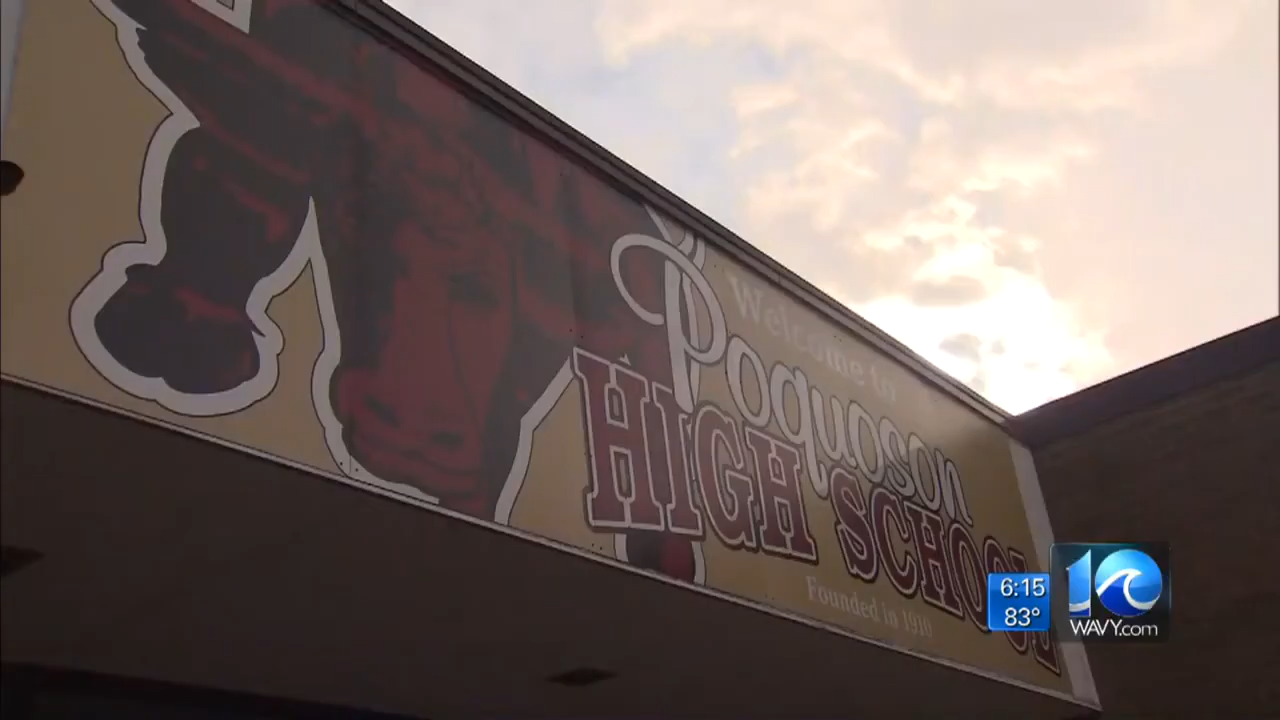 Welcome to
Poquoson
HIGH SCHOOL
Founded in 1910
6:15
83°
10
WAVY.com